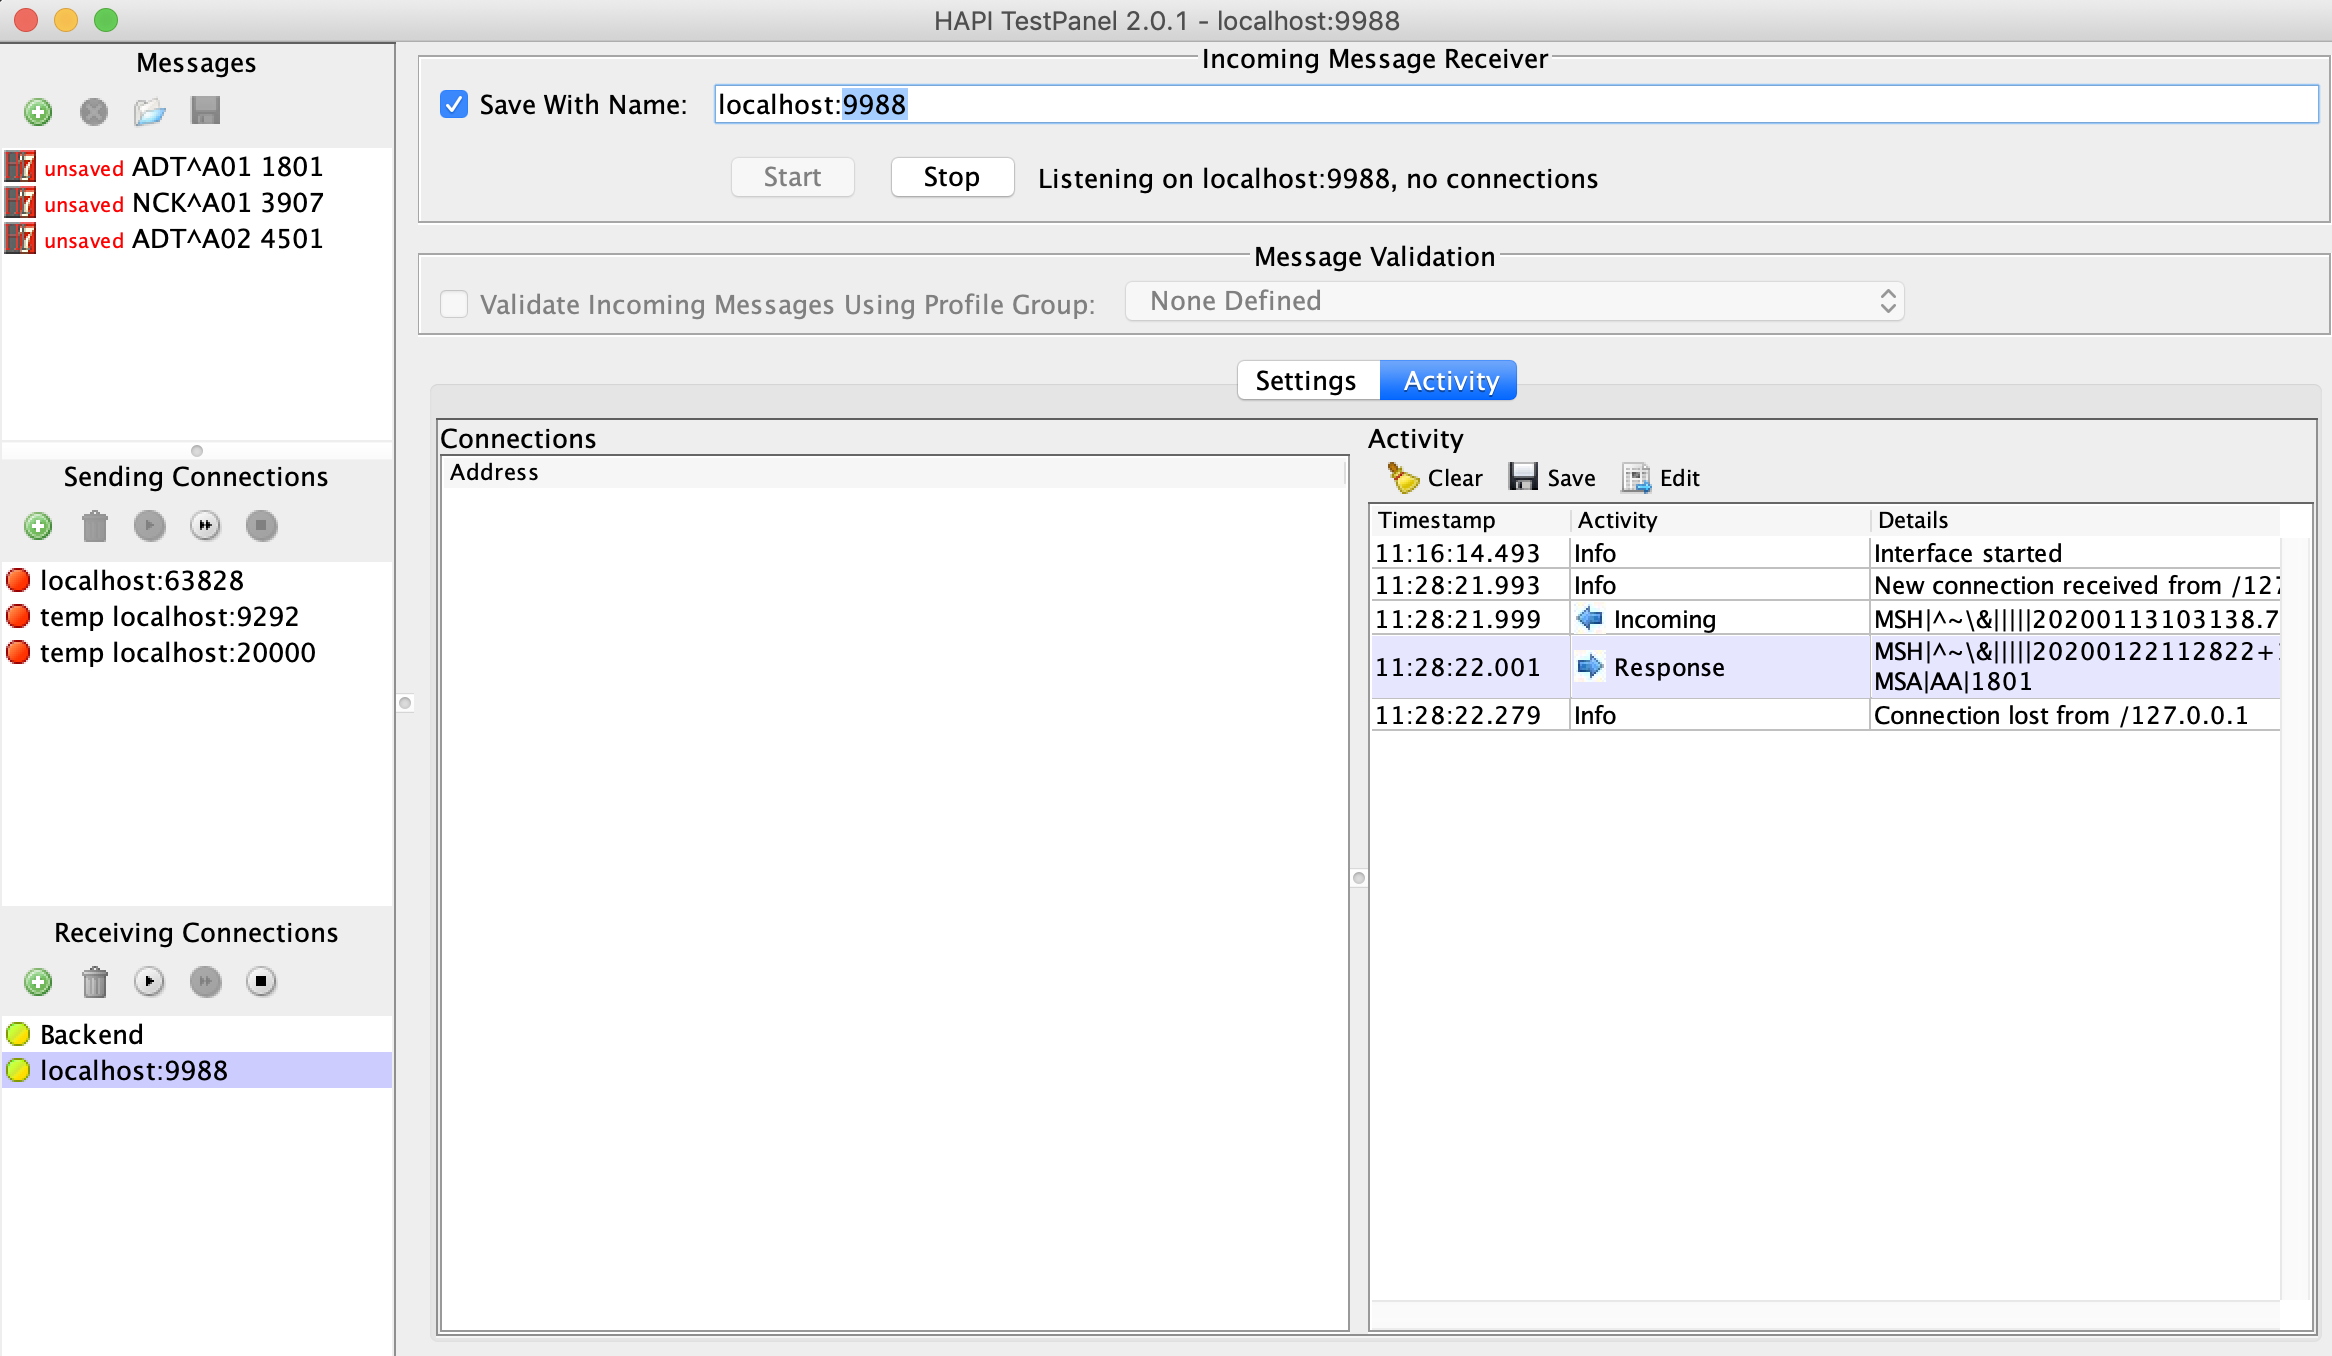 HAPI TestPanel 2.0.1 - localhost:9988
Messages
unsaved ADT^A01 1801
unsaved NCK^A01 3907
unsaved ADT^A02 4501
Sending Connections
localhost:63828
temp localhost:9292
temp localhost:20000
Receiving Connections
Backend
localhost:9988
Incoming Message Receiver
Save With Name: localhost:9988
Start Stop Listening on localhost:9988, no connections
Message Validation
Validate Incoming Messages Using Profile Group: None Defined
Settings Activity
Connections
Address
Activity
Clear Save Edit
Timestamp Activity Details
11:16:14.493 Info Interface started
11:28:21.993 Info New connection received from /127
11:28:21.999 Incoming MSH|^~\&|||||20200113103138.7
11:28:22.001 Response MSH|^~\&|||||20200122112822+
MSA|AA|1801
11:28:22.279 Info Connection lost from /127.0.0.1